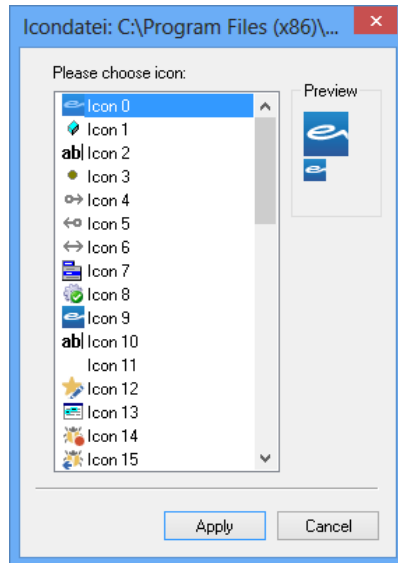 Icondatei: C:\Program Files (x86)\...
Please choose icon:
Preview
Icon 0
Icon 1
ab Icon 2
Icon 3
Icon 4
Icon 5
Icon 6
Icon 7
Icon 8
Icon 9
ab Icon 10
Icon 11
Icon 12
Icon 13
Icon 14
Icon 15
Apply Cancel